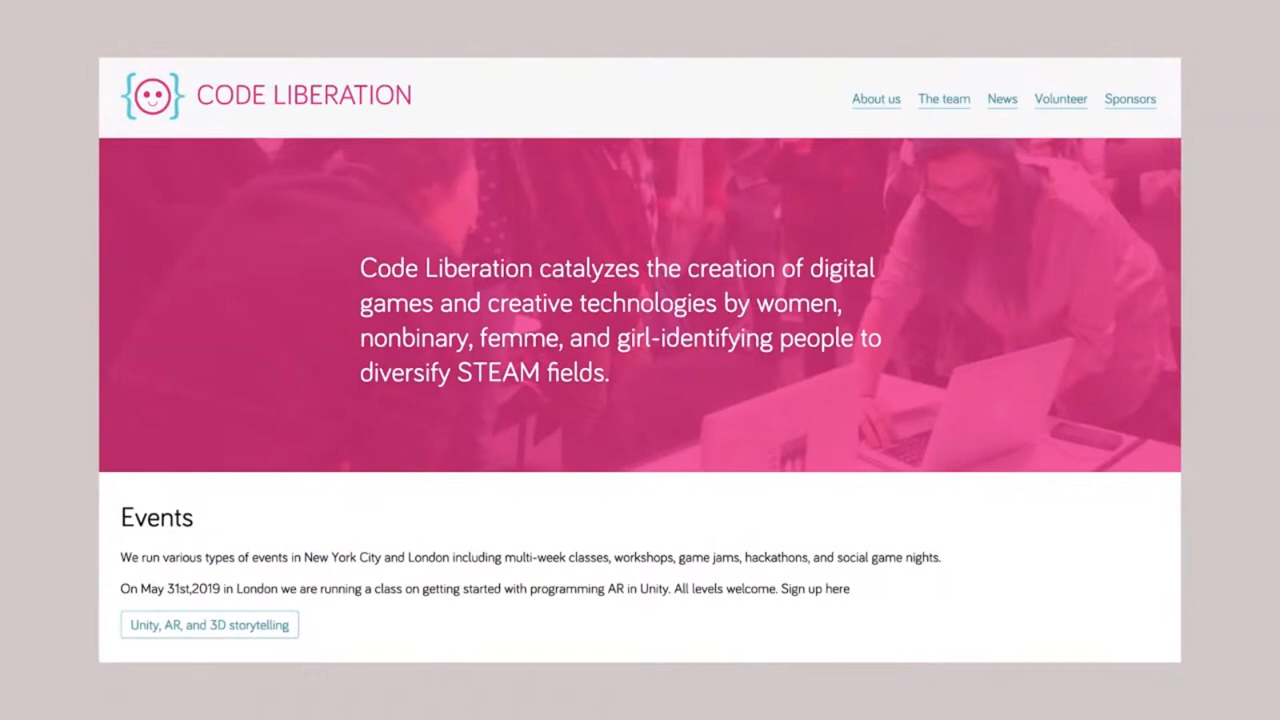 CODE LIBERATION
About us The team News Volunteer Sponsors
Code Liberation catalyzes the creation of digital
games and creative technologies by women,
nonbinary, femme, and girl-identifying people to
diversify STEAM fields.
Events
We run various types of events in New York City and London including multi-week classes, workshops, game jams, hackathons, and social game nights.
On May 31st,2019 in London we are running a class on getting started with programming AR in Unity. All levels welcome. Sign up here
Unity, AR, and 3D storytelling